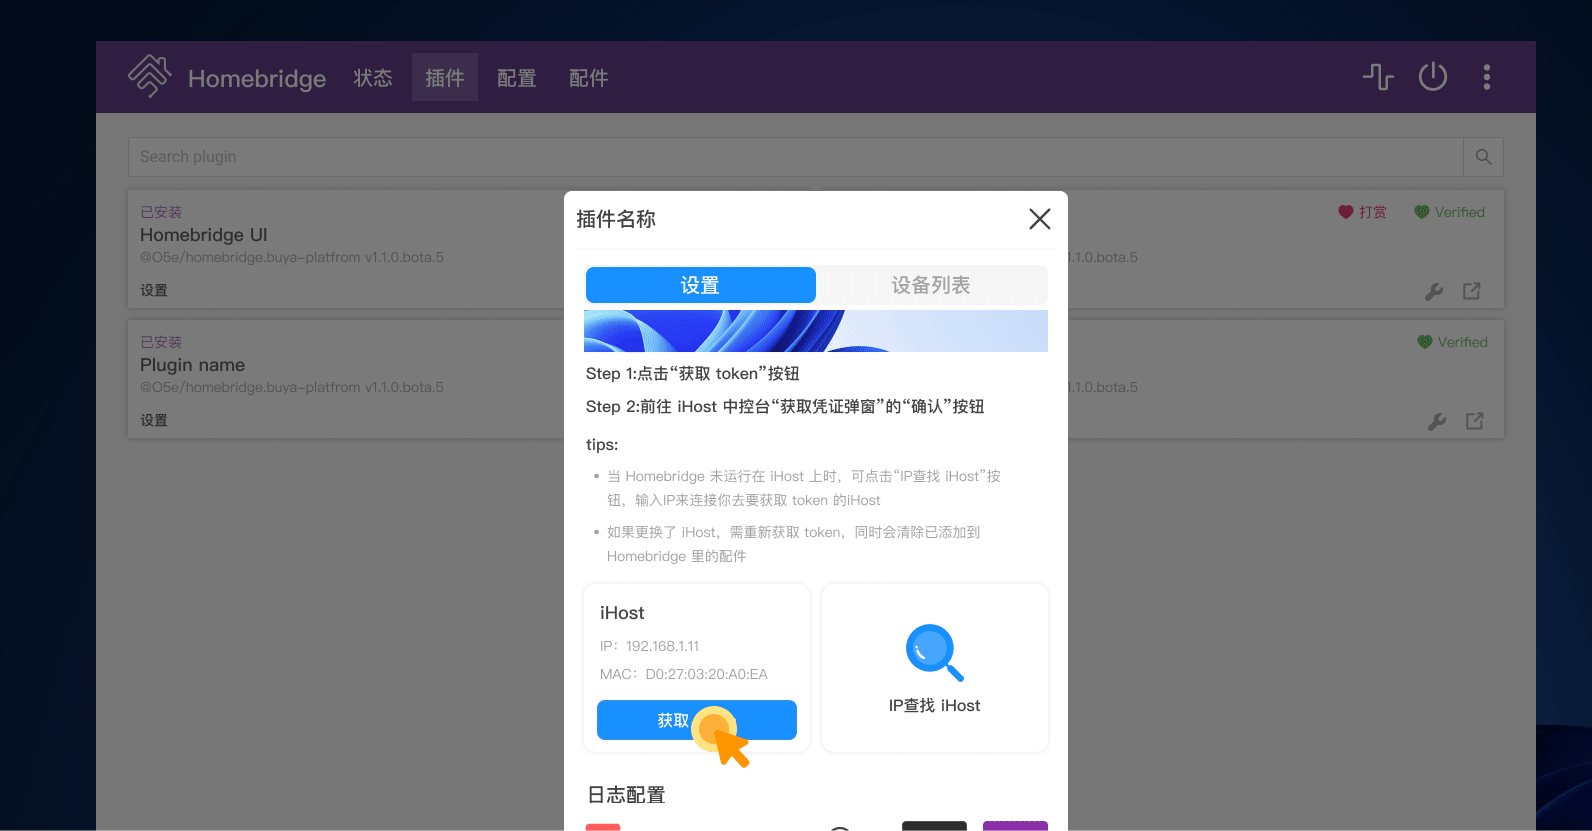 Homebridge 状态 插件 配置 配件
Search plugin
已安装
Homebridge UI
@O5e/homebridge.buya-platfrom v1.1.0.bota.5
设置
打赏 Verified
1.1.0.bota.5
已安装
Plugin name
@O5e/homebridge.buya-platfrom v1.1.0.bota.5
设置
Verified
1.1.0.bota.5
插件名称
设置 设备列表
Step 1:点击“获取 token”按钮
Step 2:前往 iHost 中控台“获取凭证弹窗”的“确认”按钮
tips:
• 当 Homebridge 未运行在 iHost 上时，可点击“IP查找 iHost”按
钮，输入IP来连接你去要获取 token 的iHost
• 如果更换了 iHost，需重新获取 token，同时会清除已添加到
Homebridge 里的配件
iHost
IP：192.168.1.11
MAC：D0:27:03:20:A0:EA
获取
IP查找 iHost
日志配置